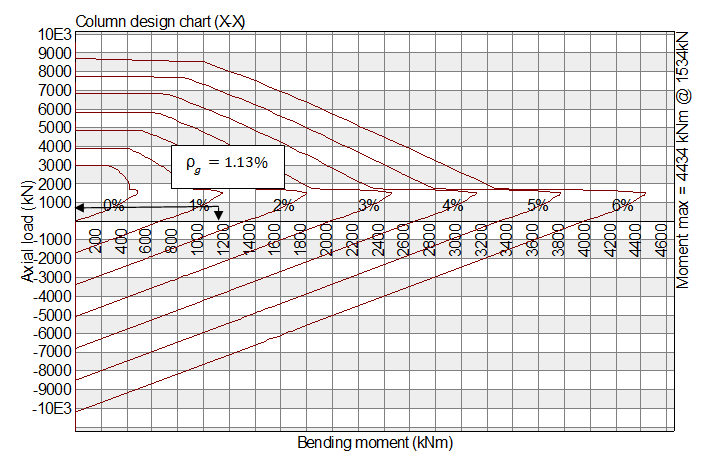 Column design chart (X-X)
10E3
9000
8000
7000
6000
5000
4000
3000
2000
1000
-1000
-2000
-3000
-4000
-5000
-6000
-7000
-8000
-9000
-10E3
Axial load (kN)
ρg = 1.13%
0% 1% 2% 3% 4% 5% 6%
200 400 600 800 1000 1200 1400 1600 1800 2000 2200 2400 2600 2800 3000 3200 3400 3600 3800 4000 4200 4400 4600
Bending moment (kNm)
Moment max = 4434 kNm @ 1534kN